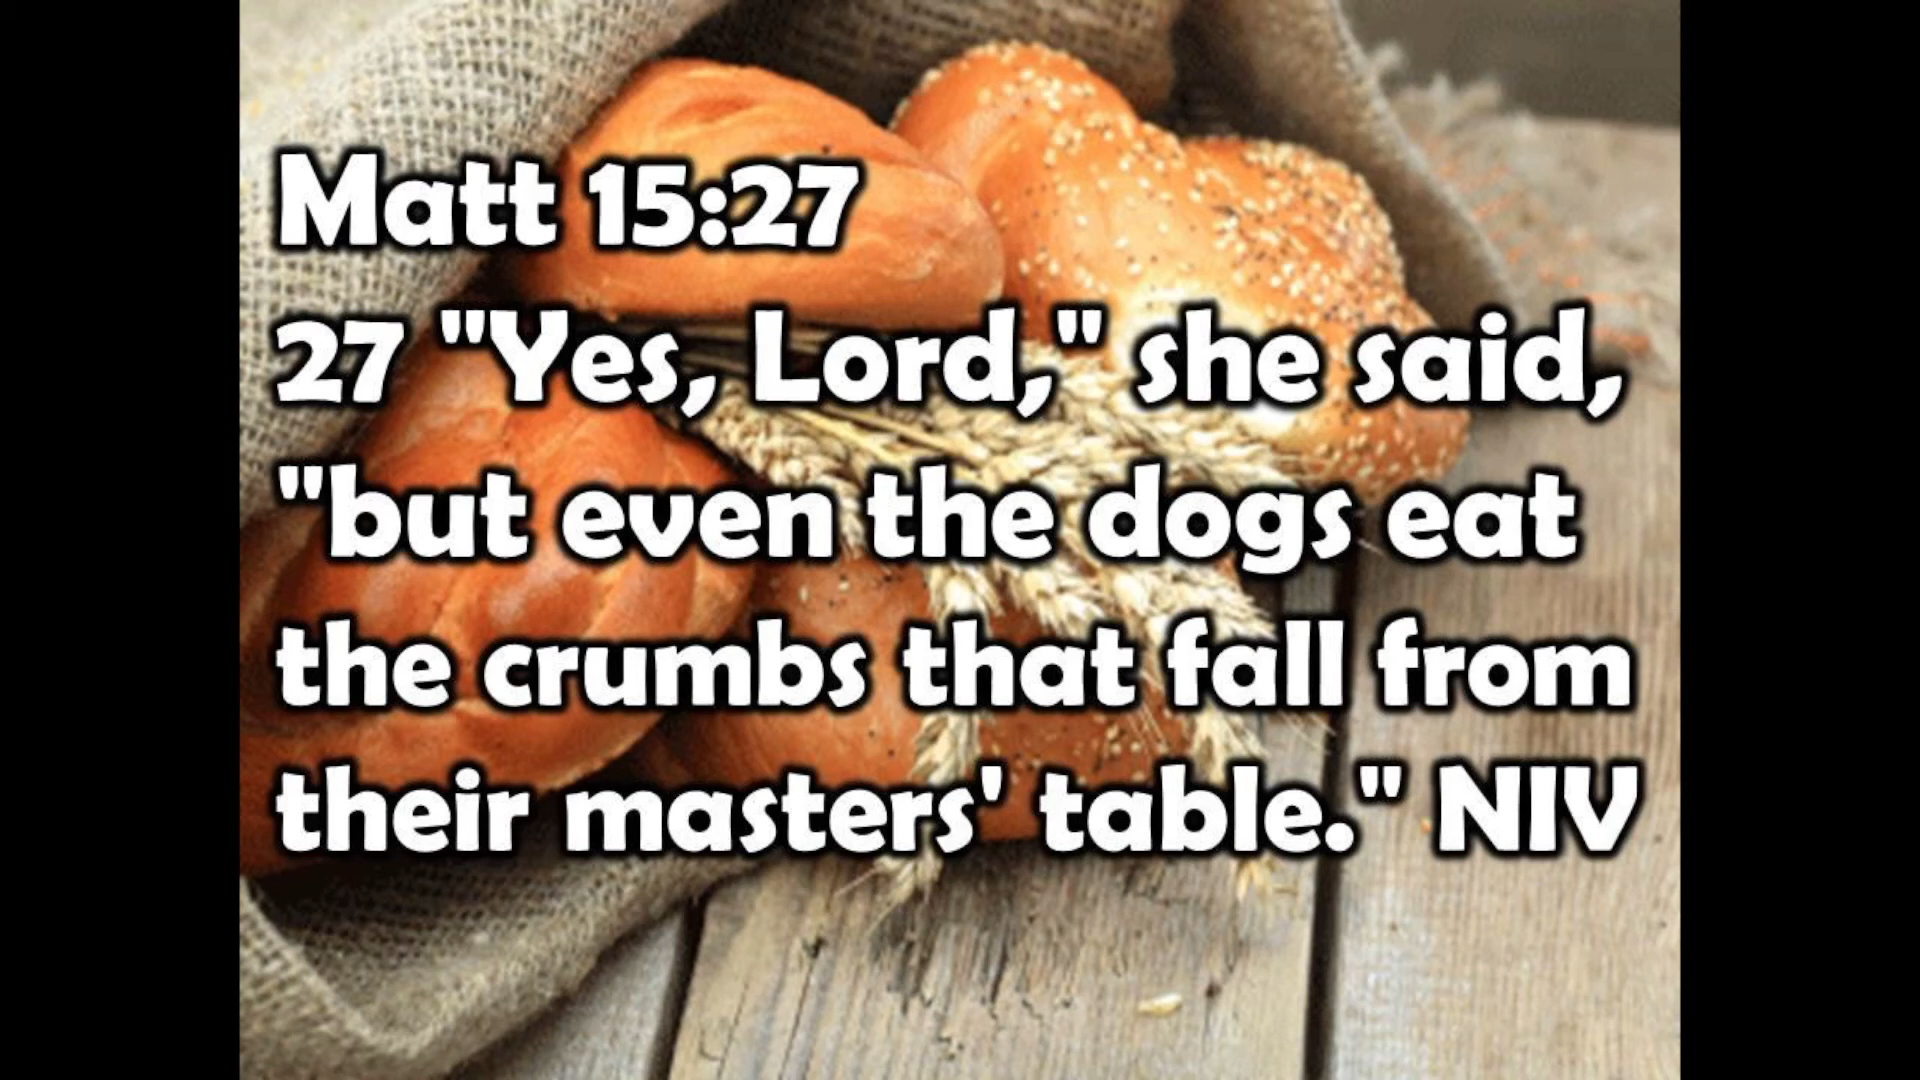 Matt 15:27
27 "Yes, Lord," she said,
"but even the dogs eat
the crumbs that fall from
their masters' table." NIV